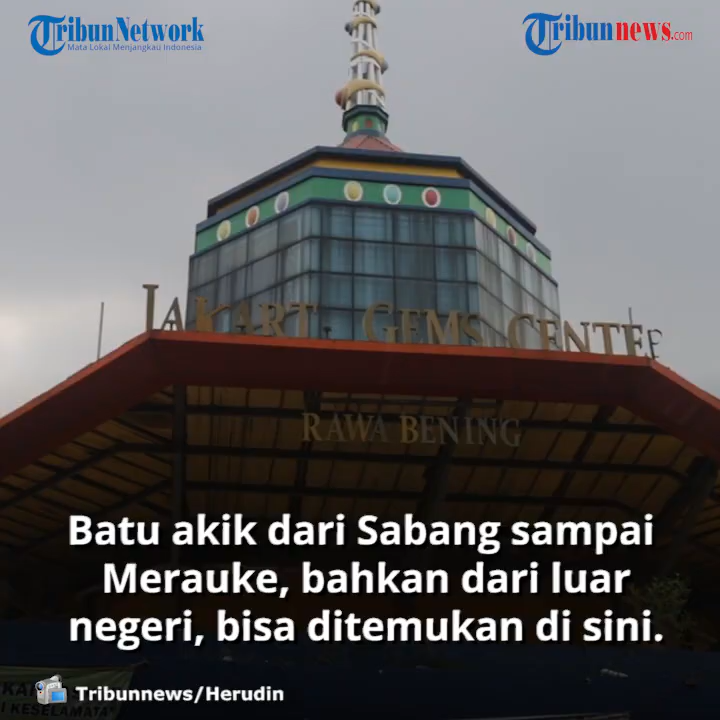 TribunNetwork
Mata Lokal Menjangkau Indonesia
Tribunnews.com
JAKARTA GEMS CENTER
RAWA BENING
Batu akik dari Sabang sampai
Merauke, bahkan dari luar
negeri, bisa ditemukan di sini.
Tribunnews/Herudin
I KESELAMATA